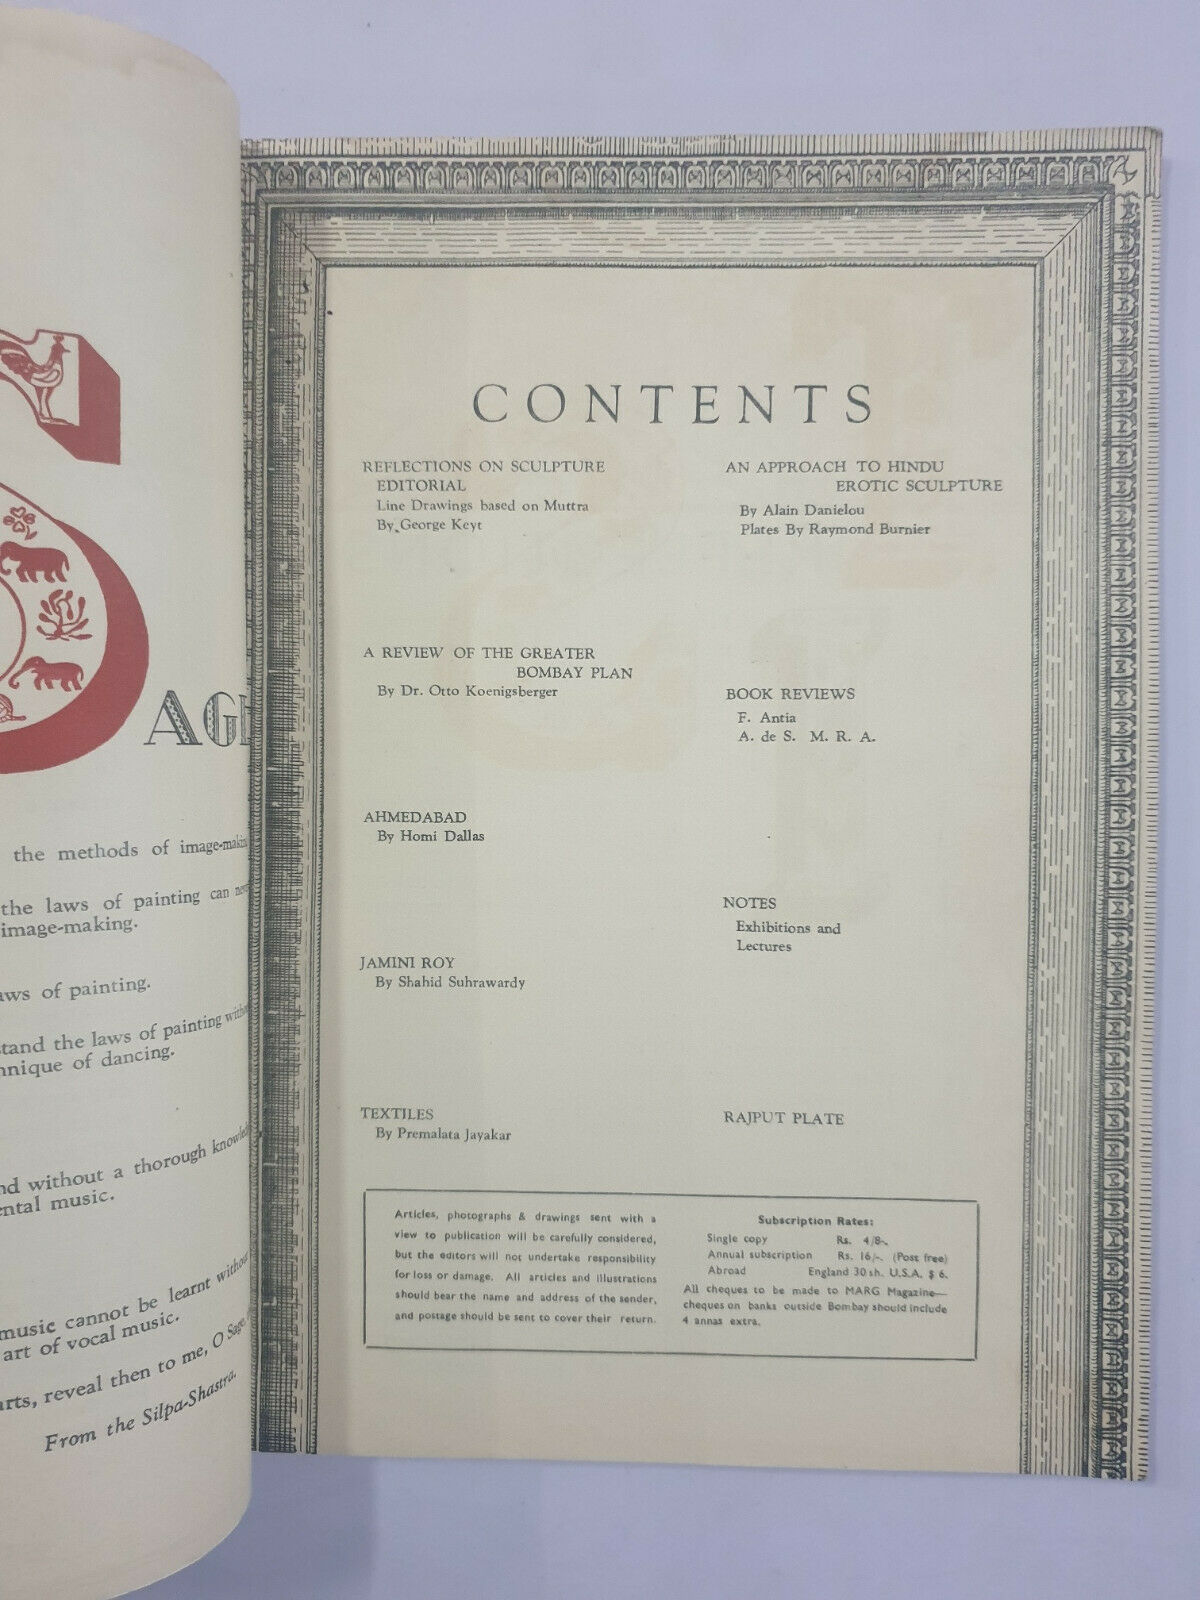 AGE
the methods of image-making
the laws of painting can never
image-making.
aws of painting.
stand the laws of painting without
hnique of dancing.
nd without a thorough knowledge
ental music.
music cannot be learnt without
art of vocal music.
arts, reveal then to me, O Sage,
From the Silpa-Shastra.
CONTENTS
REFLECTIONS ON SCULPTURE
EDITORIAL
Line Drawings based on Muttra
By George Keyt
A REVIEW OF THE GREATER
BOMBAY PLAN
By Dr. Otto Koenigsberger
AHMEDABAD
By Homi Dallas
JAMINI ROY
By Shahid Suhrawardy
TEXTILES
By Premalata Jayakar
AN APPROACH TO HINDU
EROTIC SCULPTURE
By Alain Danielou
Plates By Raymond Burnier
BOOK REVIEWS
F. Antia
A. de S. M. R. A.
NOTES
Exhibitions and
Lectures
RAJPUT PLATE
Articles, photographs & drawings sent with a
view to publication will be carefully considered,
but the editors will not undertake responsibility
for loss or damage. All articles and illustrations
should bear the name and address of the sender,
and postage should be sent to cover their return.
Subscription Rates:
Single copy Rs. 4/8-.
Annual subscription Rs. 16/-. (Post free)
Abroad England 30 sh. U.S.A. $ 6.
All cheques to be made to MARG Magazine—
cheques on banks outside Bombay should include
4 annas extra.